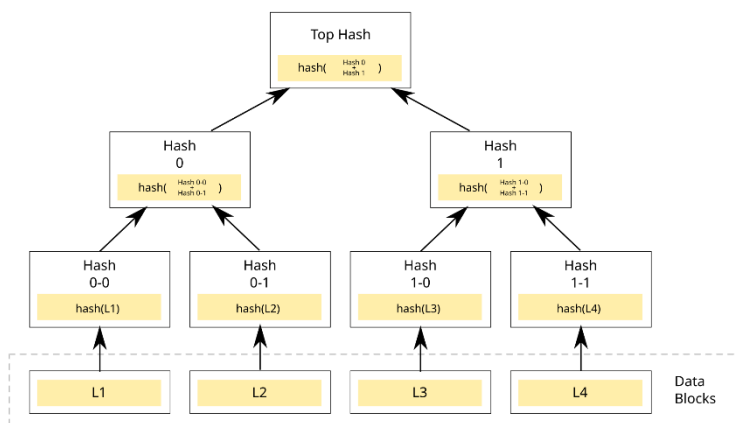 Top Hash
hash( Hash 0 + Hash 1 )
Hash
0
hash( Hash 0-0 + Hash 0-1 )
Hash
1
hash( Hash 1-0 + Hash 1-1 )
Hash
0-0
hash(L1)
Hash
0-1
hash(L2)
Hash
1-0
hash(L3)
Hash
1-1
hash(L4)
L1
L2
L3
L4
Data
Blocks